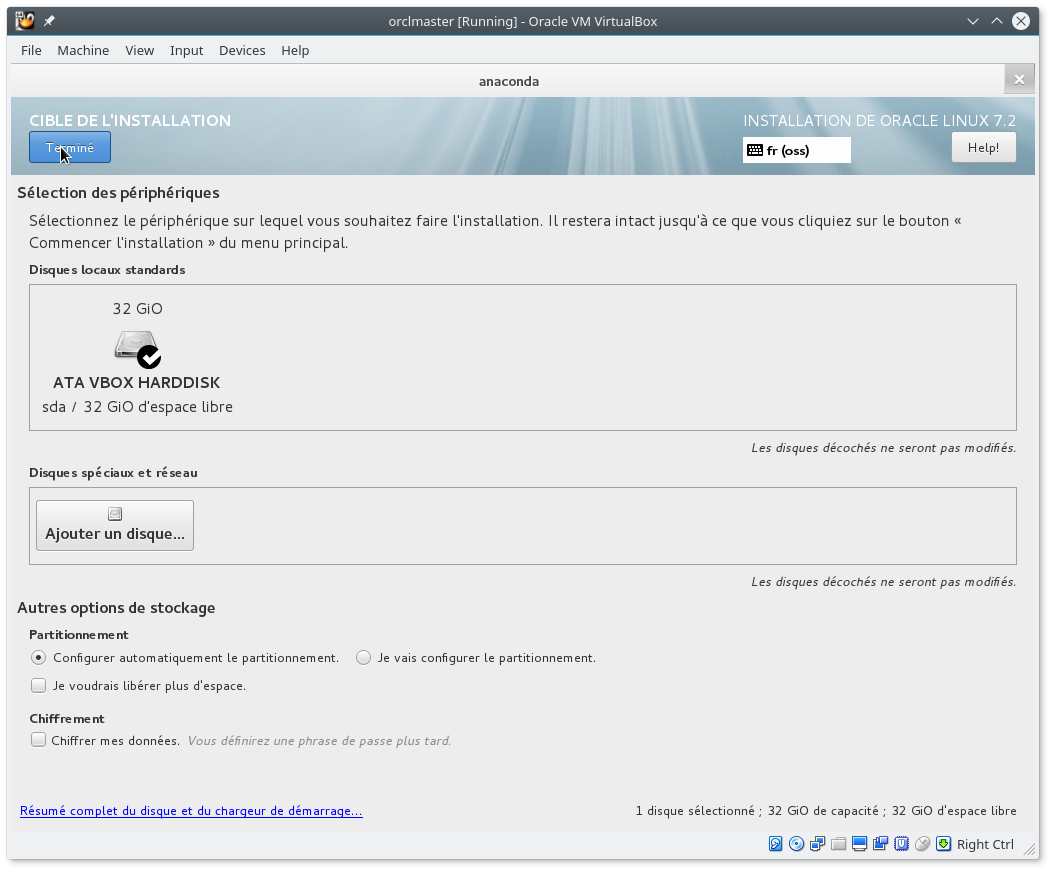 orclmaster [Running] - Oracle VM VirtualBox
File Machine View Input Devices Help
anaconda
CIBLE DE L'INSTALLATION
INSTALLATION DE ORACLE LINUX 7.2
Terminé
fr (oss)
Help!
Sélection des périphériques
Sélectionnez le périphérique sur lequel vous souhaitez faire l'installation. Il restera intact jusqu'à ce que vous cliquiez sur le bouton «
Commencer l'installation » du menu principal.
Disques locaux standards
32 GiO
ATA VBOX HARDDISK
sda / 32 GiO d'espace libre
Les disques décochés ne seront pas modifiés.
Disques spéciaux et réseau
Ajouter un disque...
Les disques décochés ne seront pas modifiés.
Autres options de stockage
Partitionnement
Configurer automatiquement le partitionnement. Je vais configurer le partitionnement.
Je voudrais libérer plus d'espace.
Chiffrement
Chiffrer mes données. Vous définirez une phrase de passe plus tard.
Résumé complet du disque et du chargeur de démarrage...
1 disque sélectionné ; 32 GiO de capacité ; 32 GiO d'espace libre
Right Ctrl